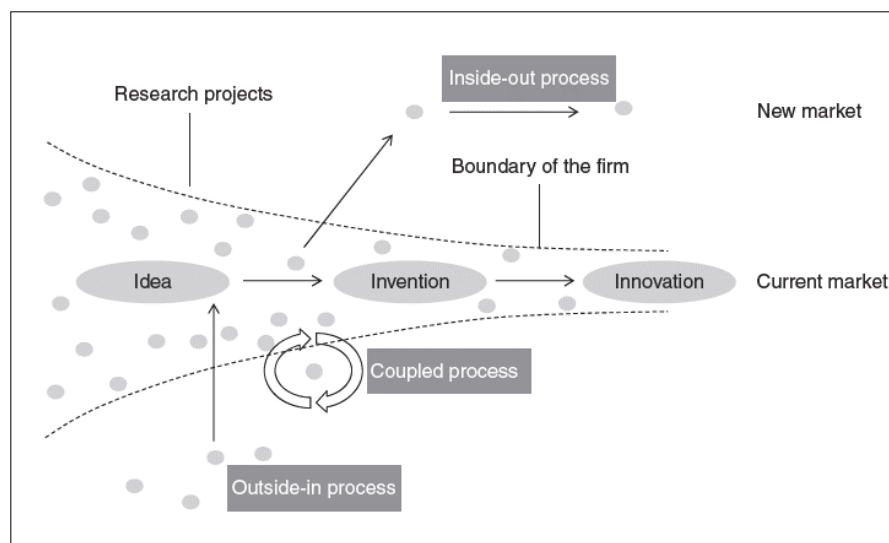 Inside-out process
Research projects
New market
Boundary of the firm
Idea
Invention
Innovation
Current market
Coupled process
Outside-in process